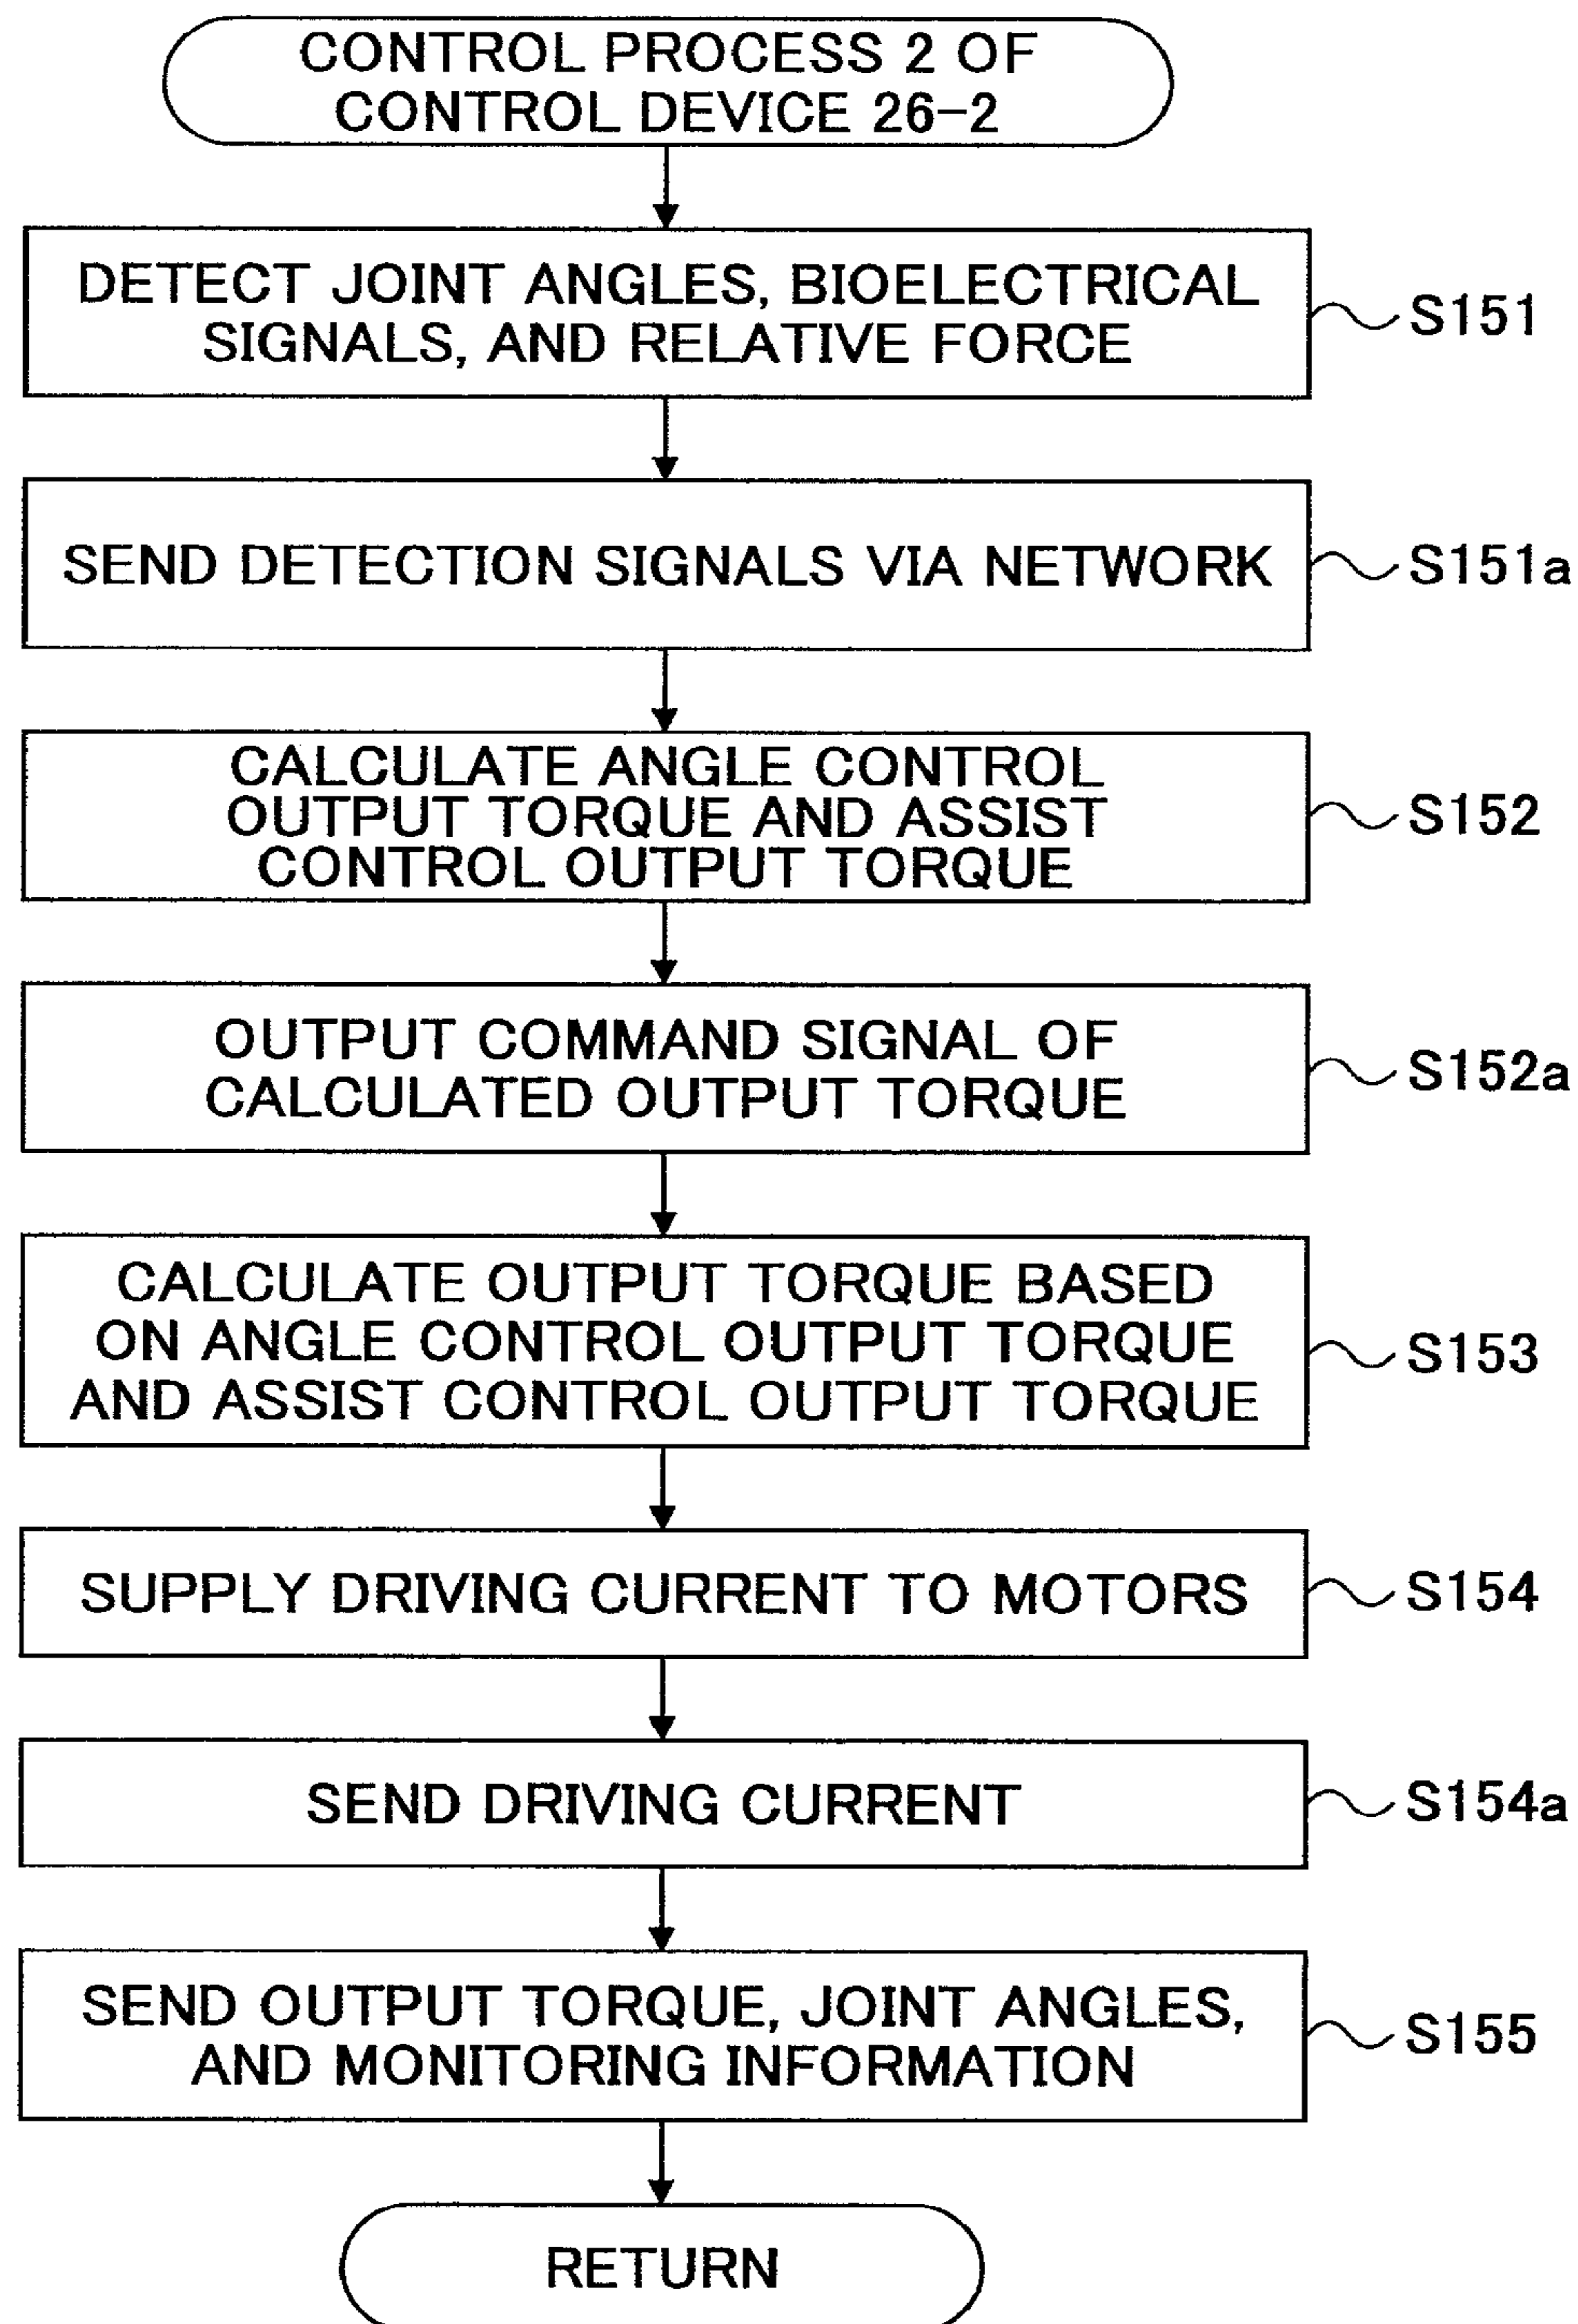 CONTROL PROCESS 2 OF
CONTROL DEVICE 26-2
DETECT JOINT ANGLES, BIOELECTRICAL
SIGNALS, AND RELATIVE FORCE
S151
SEND DETECTION SIGNALS VIA NETWORK
S151a
CALCULATE ANGLE CONTROL
OUTPUT TORQUE AND ASSIST
CONTROL OUTPUT TORQUE
S152
OUTPUT COMMAND SIGNAL OF
CALCULATED OUTPUT TORQUE
S152a
CALCULATE OUTPUT TORQUE BASED
ON ANGLE CONTROL OUTPUT TORQUE
AND ASSIST CONTROL OUTPUT TORQUE
S153
SUPPLY DRIVING CURRENT TO MOTORS
S154
SEND DRIVING CURRENT
S154a
SEND OUTPUT TORQUE, JOINT ANGLES,
AND MONITORING INFORMATION
S155
RETURN